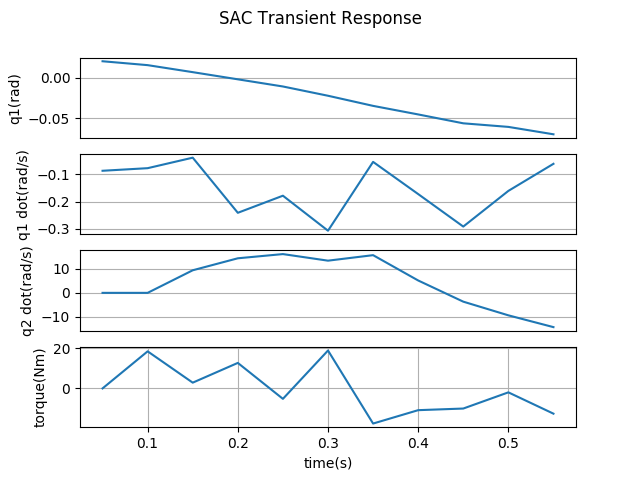 SAC Transient Response
q1(rad)
0.00
−0.05
q1 dot(rad/s)
−0.1
−0.2
−0.3
q2 dot(rad/s)
10
0
−10
torque(Nm)
20
0
0.1 0.2 0.3 0.4 0.5
time(s)